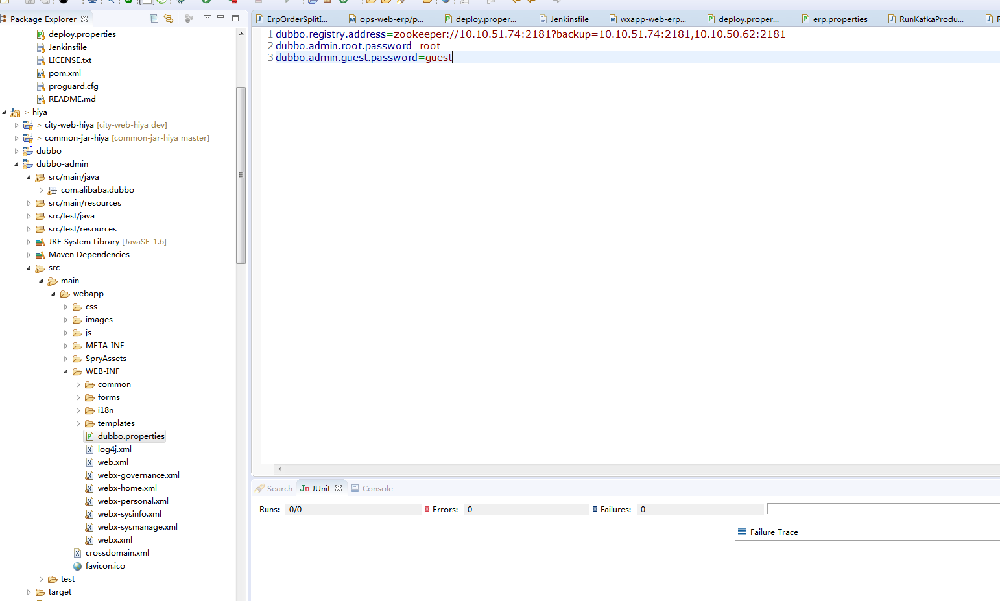 Package Explorer
deploy.properties
Jenkinsfile
LICENSE.txt
pom.xml
proguard.cfg
README.md
> hiya
> city-web-hiya [city-web-hiya dev]
> common-jar-hiya [common-jar-hiya master]
dubbo
dubbo-admin
src/main/java
com.alibaba.dubbo
src/main/resources
src/test/java
src/test/resources
JRE System Library [JavaSE-1.6]
Maven Dependencies
src
main
webapp
css
images
js
META-INF
SpryAssets
WEB-INF
common
forms
i18n
templates
dubbo.properties
log4j.xml
web.xml
webx-governance.xml
webx-home.xml
webx-personal.xml
webx-sysinfo.xml
webx-sysmanage.xml
webx.xml
crossdomain.xml
favicon.ico
test
target
ErpOrderSplitI... ops-web-erp/p... deploy.proper... Jenkinsfile wxapp-web-erp... deploy.proper... erp.properties RunKafkaProdu...
1 dubbo.registry.address=zookeeper://10.10.51.74:2181?backup=10.10.51.74:2181,10.10.50.62:2181
2 dubbo.admin.root.password=root
3 dubbo.admin.guest.password=guest
Search JUnit Console
Runs: 0/0 Errors: 0 Failures: 0
Failure Trace